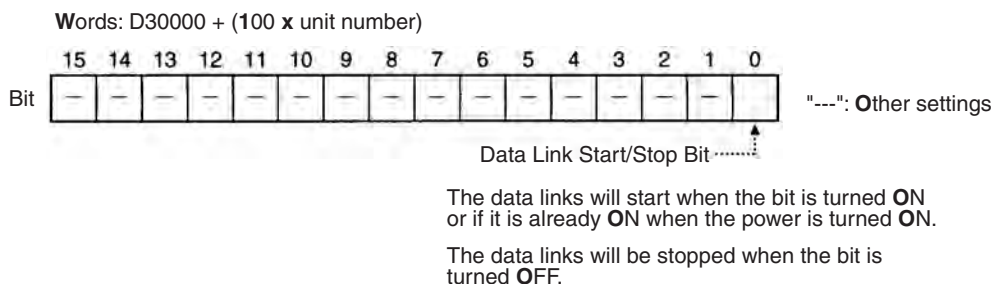 Words: D30000 + (100 x unit number)
15 14 13 12 11 10 9 8 7 6 5 4 3 2 1 0
Bit — — — — — — — — — — — — — — — "---": Other settings
Data Link Start/Stop Bit
The data links will start when the bit is turned ON
or if it is already ON when the power is turned ON.
The data links will be stopped when the bit is
turned OFF.